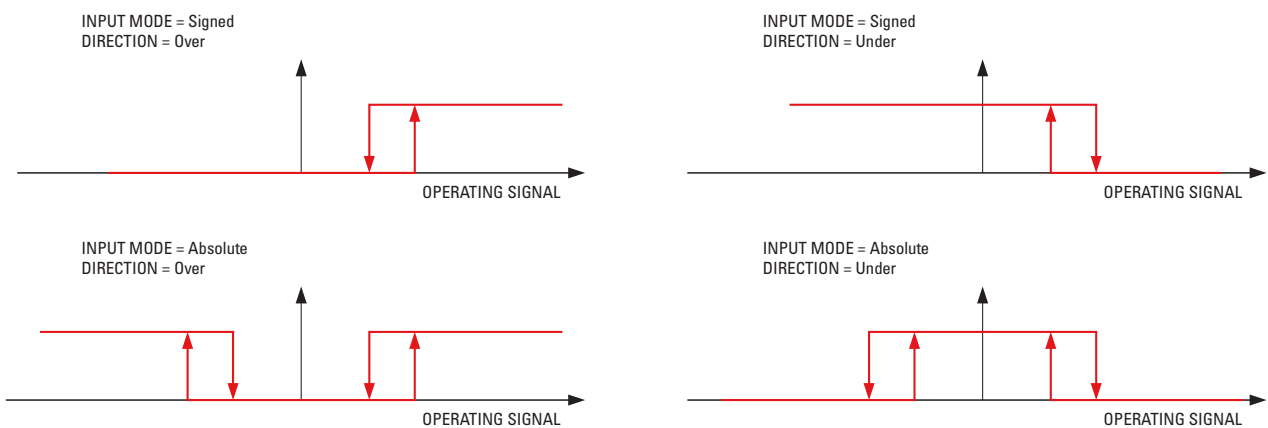 INPUT MODE = Signed
DIRECTION = Over
OPERATING SIGNAL
INPUT MODE = Signed
DIRECTION = Under
OPERATING SIGNAL
INPUT MODE = Absolute
DIRECTION = Over
OPERATING SIGNAL
INPUT MODE = Absolute
DIRECTION = Under
OPERATING SIGNAL